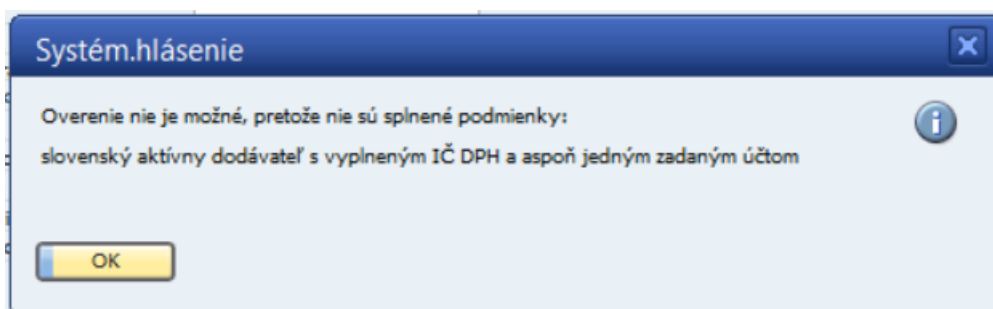 Systém.hlásenie
Overenie nie je možné, pretože nie sú splnené podmienky:
slovenský aktívny dodávateľ s vyplneným IČ DPH a aspoň jedným zadaným účtom
OK